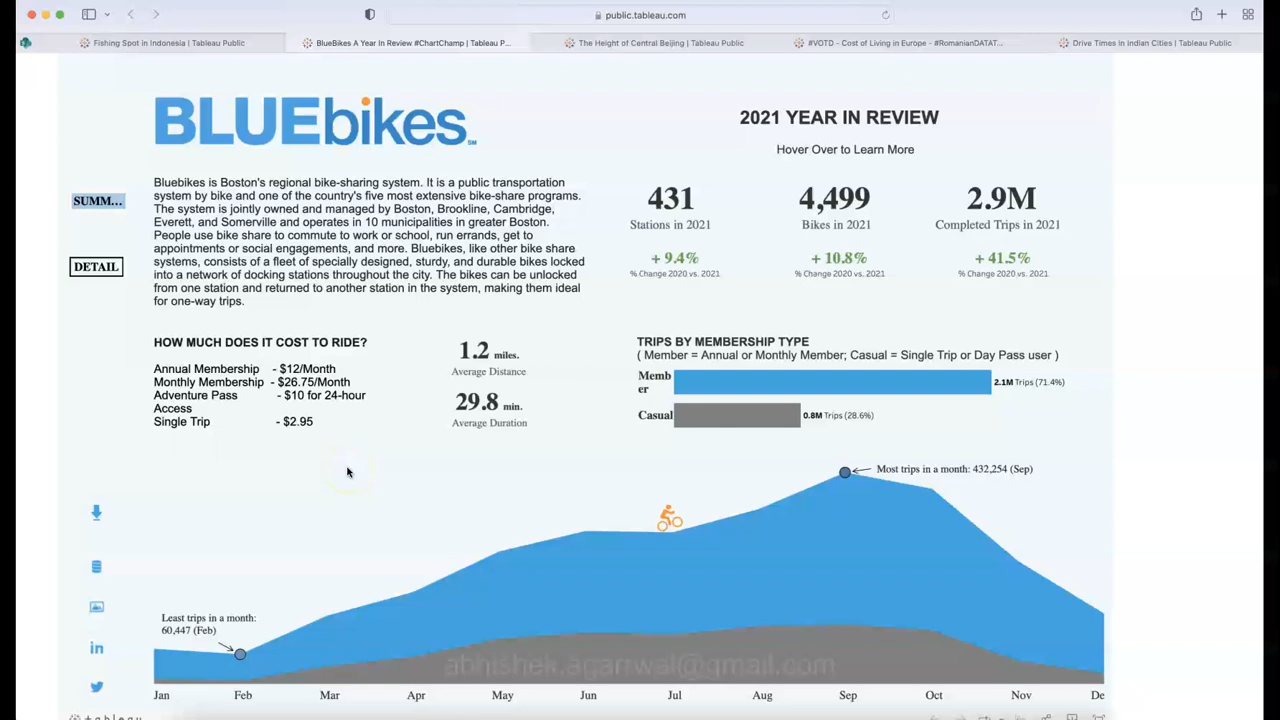 public.tableau.com
Fishing Spot in Indonesia | Tableau Public
BlueBikes A Year In Review #ChartChamp | Tableau P...
The Height of Central Beijing | Tableau Public
#VOTD - Cost of Living in Europe - #RomanianDATAT...
Drive Times In Indian Cities | Tableau Public
BLUEbikes SM
2021 YEAR IN REVIEW
Hover Over to Learn More
SUMM...
DETAIL
Bluebikes is Boston's regional bike-sharing system. It is a public transportation
system by bike and one of the country's five most extensive bike-share programs.
The system is jointly owned and managed by Boston, Brookline, Cambridge,
Everett, and Somerville and operates in 10 municipalities in greater Boston.
People use bike share to commute to work or school, run errands, get to
appointments or social engagements, and more. Bluebikes, like other bike share
systems, consists of a fleet of specially designed, sturdy, and durable bikes locked
into a network of docking stations throughout the city. The bikes can be unlocked
from one station and returned to another station in the system, making them ideal
for one-way trips.
431
Stations in 2021
+ 9.4%
% Change 2020 vs. 2021
4,499
Bikes in 2021
+ 10.8%
% Change 2020 vs. 2021
2.9M
Completed Trips in 2021
+ 41.5%
% Change 2020 vs. 2021
HOW MUCH DOES IT COST TO RIDE?
Annual Membership - $12/Month
Monthly Membership - $26.75/Month
Adventure Pass - $10 for 24-hour
Access
Single Trip - $2.95
1.2 miles.
Average Distance
29.8 min.
Average Duration
TRIPS BY MEMBERSHIP TYPE
( Member = Annual or Monthly Member; Casual = Single Trip or Day Pass user )
Memb
er
2.1M Trips (71.4%)
Casual
0.8M Trips (28.6%)
Most trips in a month: 432,254 (Sep)
Least trips in a month:
60,447 (Feb)
in
abhishek.agarrwal@gmail.com
Jan Feb Mar Apr May Jun Jul Aug Sep Oct Nov De
tableau